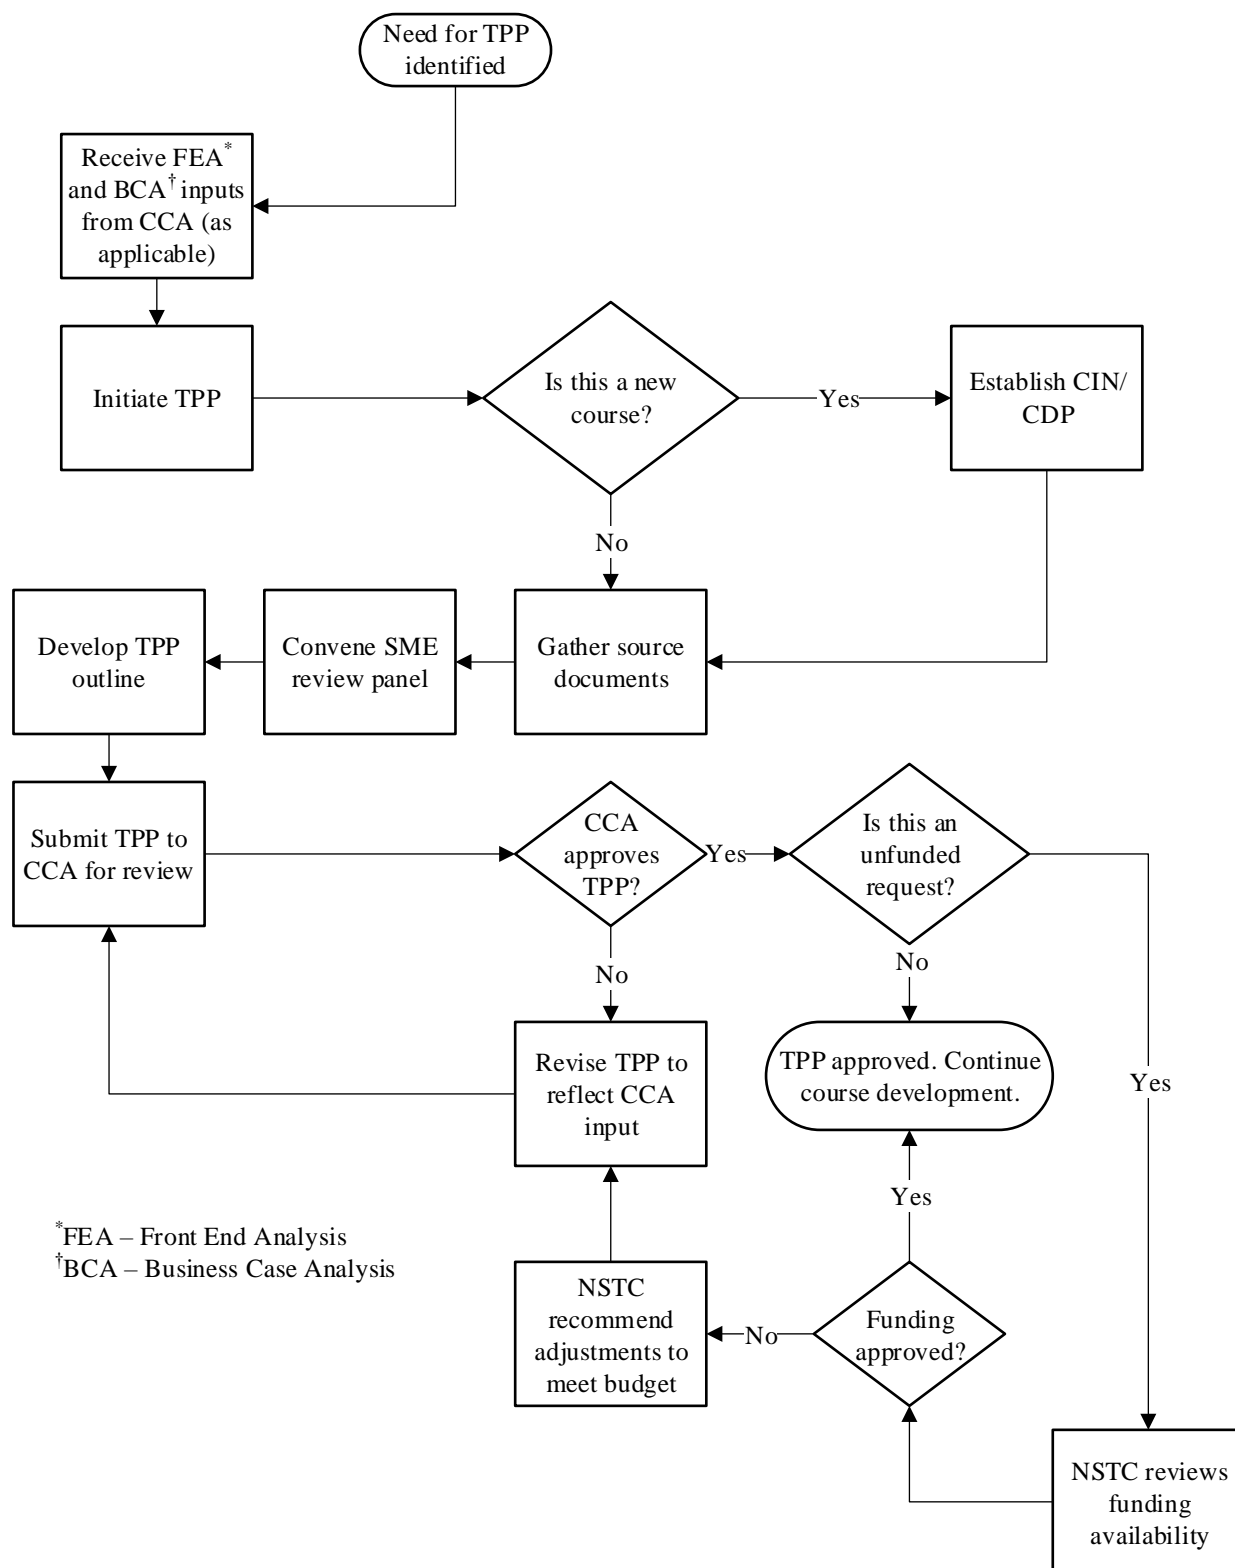 Need for TPP
identified
Receive FEA*
and BCA† inputs
from CCA (as
applicable)
Initiate TPP
Is this a new
course?
Yes
Establish CIN/
CDP
No
Develop TPP
outline
Convene SME
review panel
Gather source
documents
Submit TPP to
CCA for review
CCA
approves
TPP?
Yes
Is this an
unfunded
request?
No
No
Revise TPP to
reflect CCA
input
TPP approved. Continue
course development.
Yes
Yes
*FEA – Front End Analysis
†BCA – Business Case Analysis
NSTC
recommend
adjustments to
meet budget
No
Funding
approved?
NSTC reviews
funding
availability